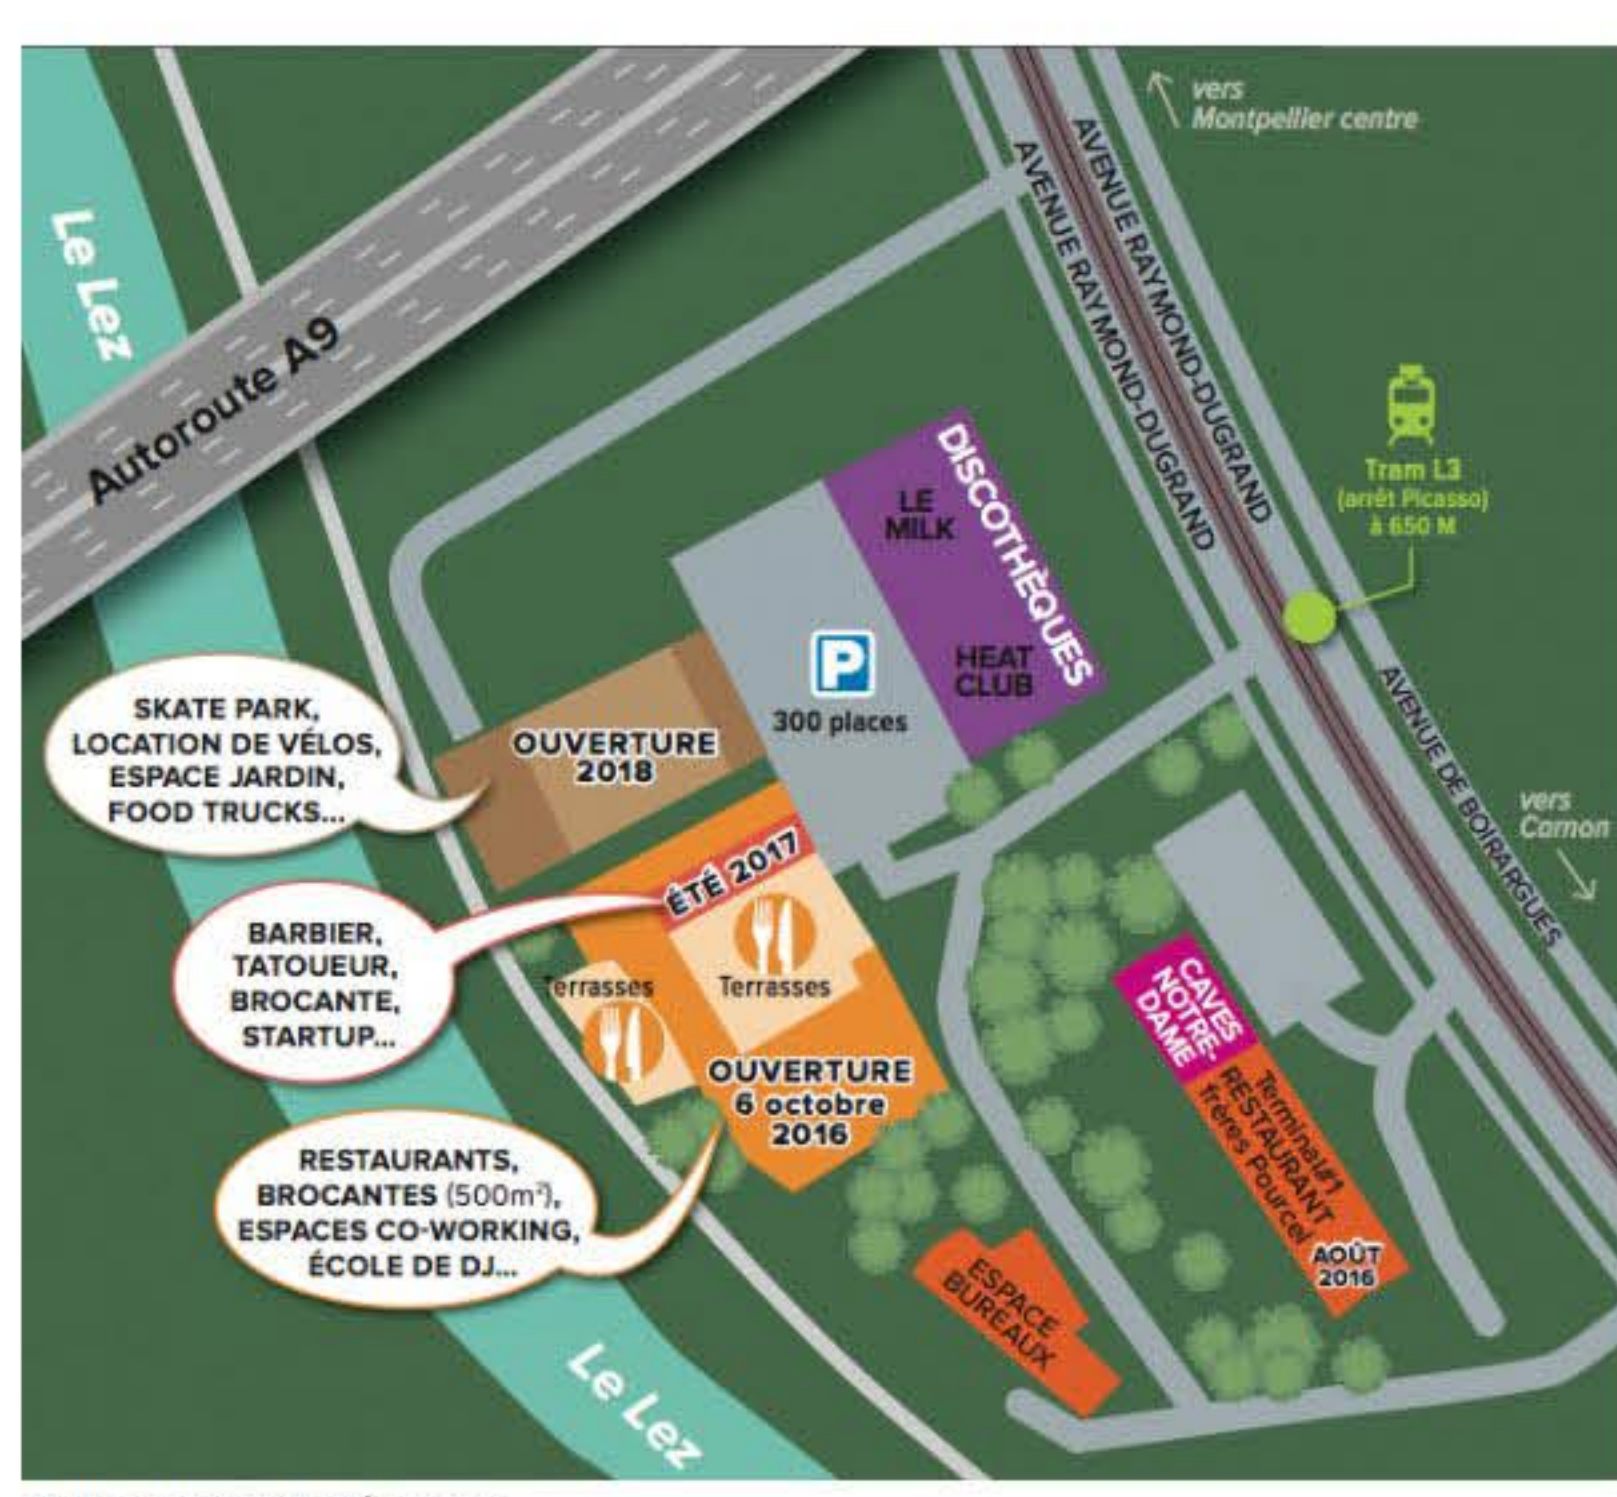 vers
Montpellier centre
AVENUE RAYMOND-DUGRAND
AVENUE RAYMOND-DUGRAND
Le Lez
Autoroute A9
Tram L3
(arrêt Picasso)
à 650 M
DISCOTHÈQUES
LE
MILK
HEAT
CLUB
P
300 places
AVENUE DE BOIRARGUES
vers
Carnon
SKATE PARK,
LOCATION DE VÉLOS,
ESPACE JARDIN,
FOOD TRUCKS...
OUVERTURE
2018
ÉTÉ 2017
BARBIER,
TATOUEUR,
BROCANTE,
STARTUP...
Terrasses
Terrasses
CAVES
NOTRE-
DAME
OUVERTURE
6 octobre
2016
Terminal#1
RESTAURANT
frères Pourcel
AOÛT
2016
RESTAURANTS,
BROCANTES (500m²),
ESPACES CO-WORKING,
ÉCOLE DE DJ...
ESPACE
BUREAUX
Le Lez